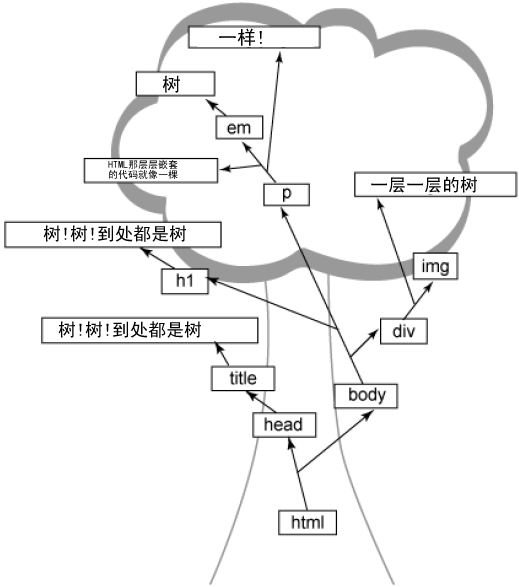 一样!
树
em
HTML那层层嵌套
的代码就像一棵
p
一层一层的树
树!树!到处都是树
h1
img
树!树!到处都是树
div
title
body
head
html